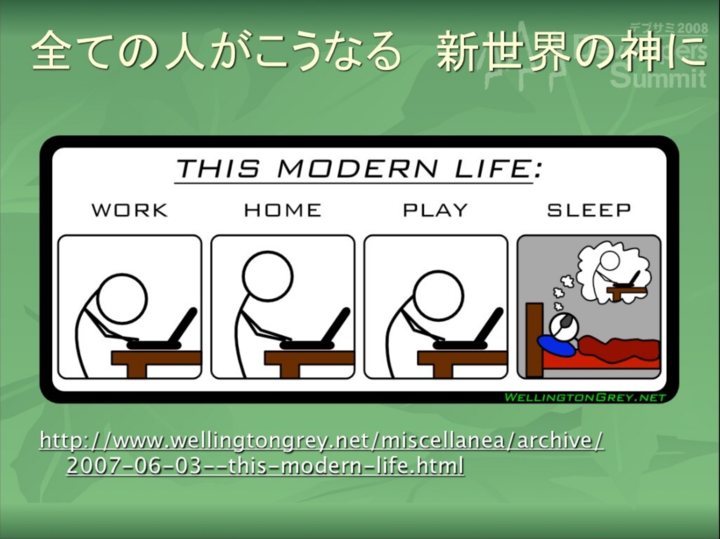 デブサミ2008
Developers
Summit
全ての人がこうなる 新世界の神に
THIS MODERN LIFE:
WORK HOME PLAY SLEEP
WELLINGTONGREY.NET
http://www.wellingtongrey.net/miscellanea/archive/
2007-06-03--this-modern-life.html